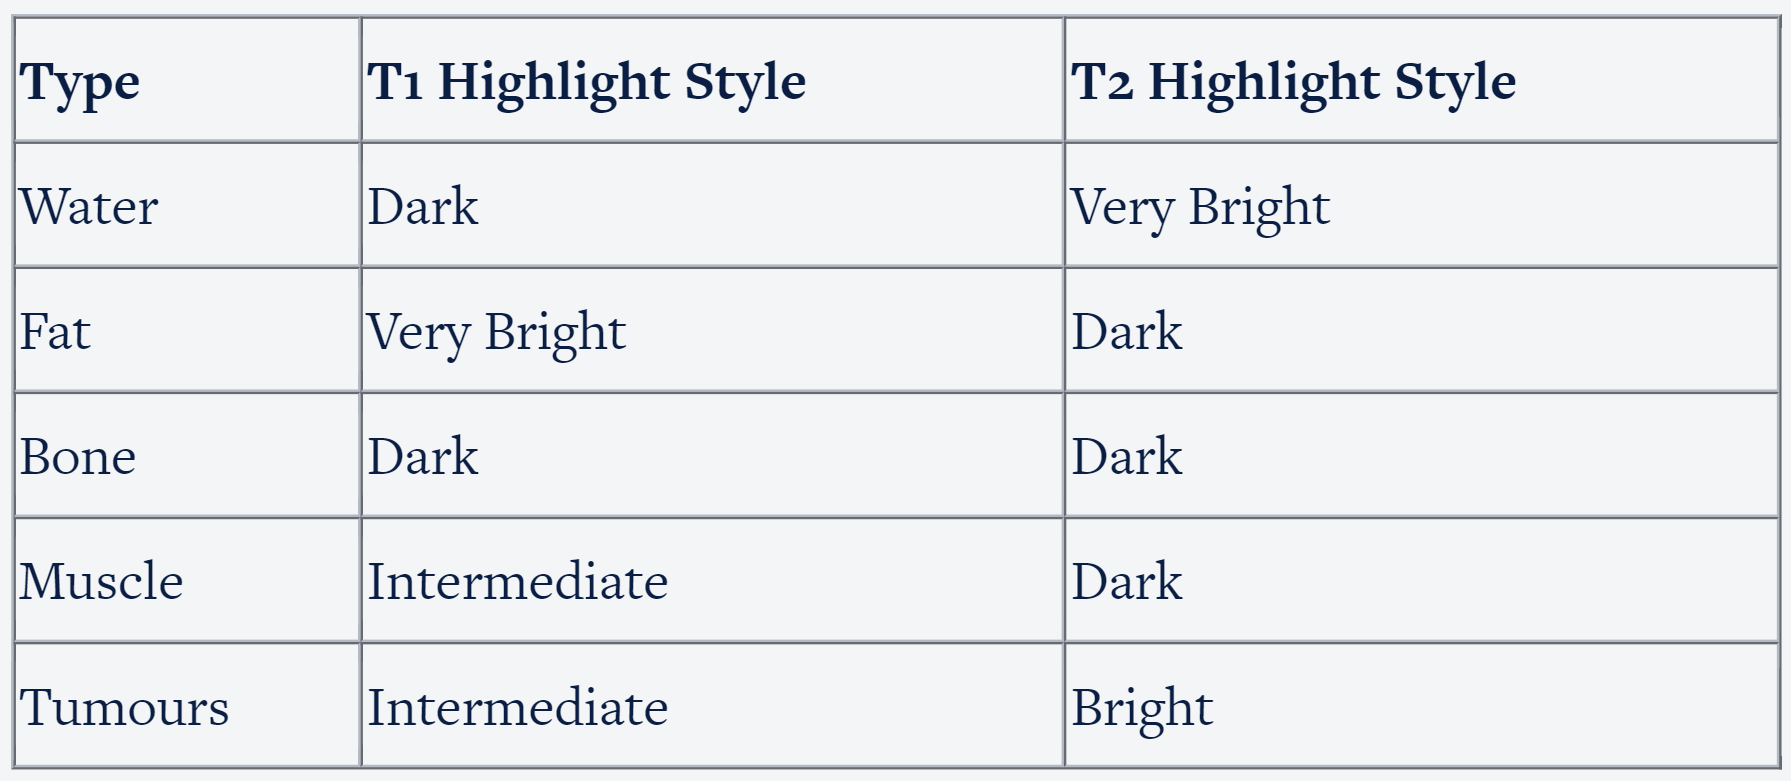 Type T1 Highlight Style T2 Highlight Style
Water Dark Very Bright
Fat Very Bright Dark
Bone Dark Dark
Muscle Intermediate Dark
Tumours Intermediate Bright